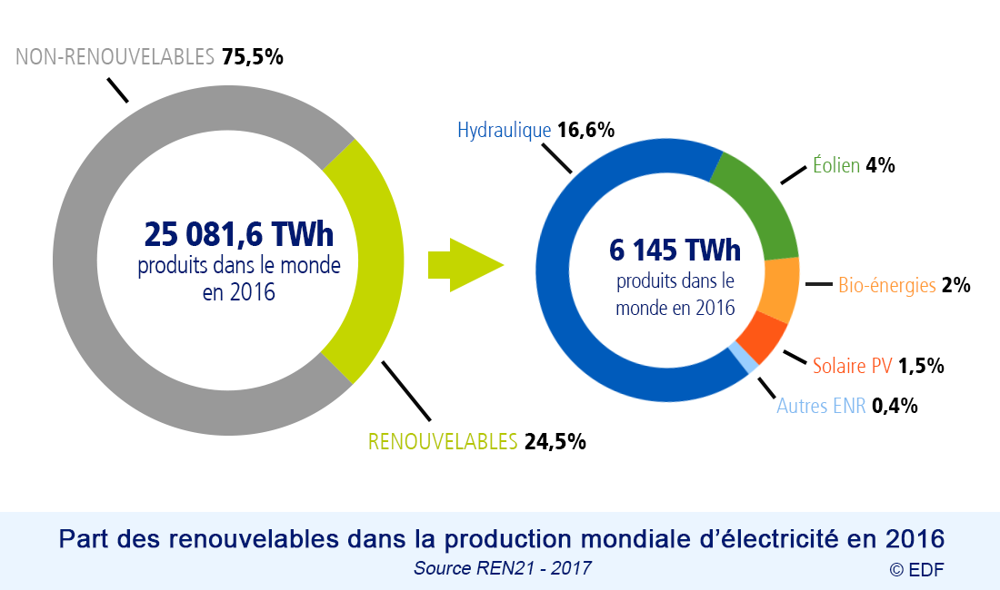 NON-RENOUVELABLES 75,5%
25 081,6 TWh
produits dans le monde
en 2016
RENOUVELABLES 24,5%
Hydraulique 16,6%
Éolien 4%
6 145 TWh
produits dans le
monde en 2016
Bio-énergies 2%
Solaire PV 1,5%
Autres ENR 0,4%
Part des renouvelables dans la production mondiale d’électricité en 2016
Source REN21 - 2017
© EDF